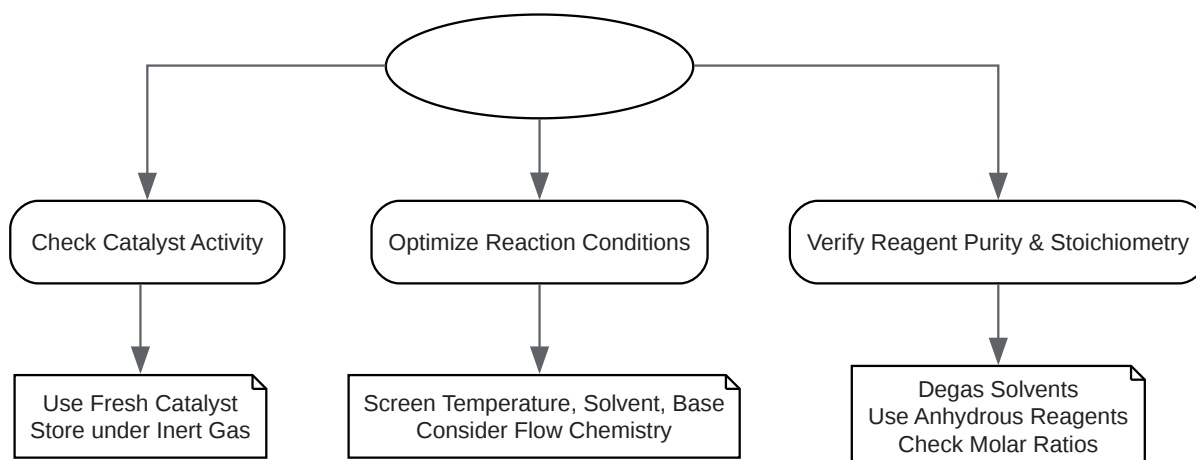 Check Catalyst Activity
Optimize Reaction Conditions
Verify Reagent Purity & Stoichiometry
Use Fresh Catalyst
Store under Inert Gas
Screen Temperature, Solvent, Base
Consider Flow Chemistry
Degas Solvents
Use Anhydrous Reagents
Check Molar Ratios